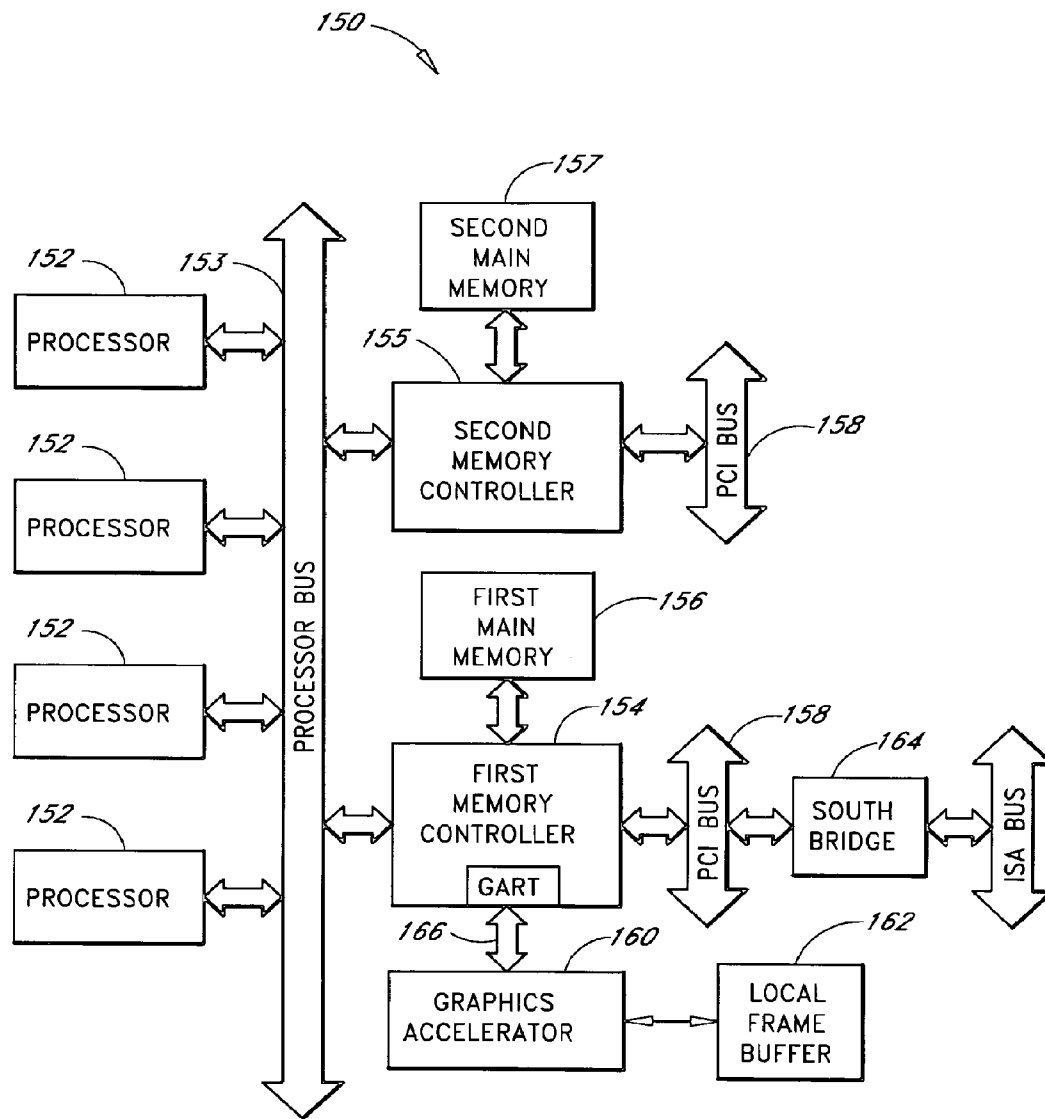 150
157
SECOND
MAIN
MEMORY
152
153
PROCESSOR
155
SECOND
MEMORY
CONTROLLER
PCI BUS
158
152
PROCESSOR
PROCESSOR BUS
FIRST
MAIN
MEMORY
156
152
PROCESSOR
154
FIRST
MEMORY
CONTROLLER
GART
158
PCI BUS
164
SOUTH
BRIDGE
ISA BUS
152
PROCESSOR
166
160
GRAPHICS
ACCELERATOR
162
LOCAL
FRAME
BUFFER